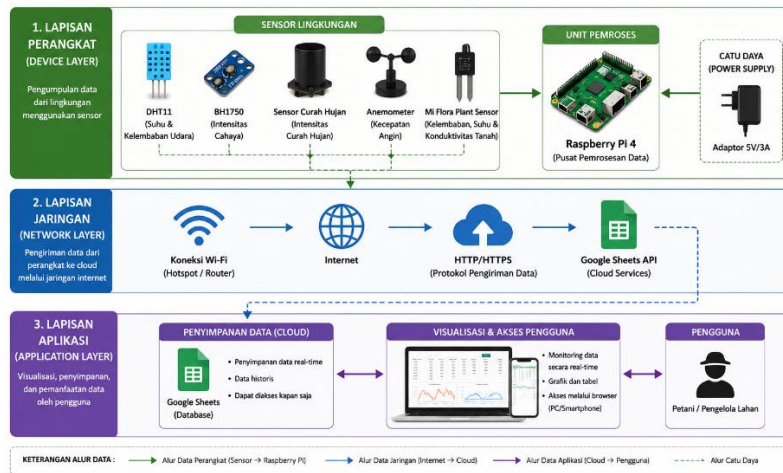 1. LAPISAN
PERANGKAT
(DEVICE LAYER)
Pengumpulan data
dari lingkungan
menggunakan sensor
SENSOR LINGKUNGAN
DHT11
(Suhu &
Kelembaban Udara)
BH1750
(Intensitas
Cahaya)
Sensor Curah Hujan
(Intensitas
Curah Hujan)
Anemometer
(Kecepatan
Angin)
Mi Flora Plant Sensor
(Kelembaban, Suhu &
Konduktivitas Tanah)
UNIT PEMROSES
Raspberry Pi 4
(Pusat Pemrosesan Data)
CATU DAYA
(POWER SUPPLY)
Adaptor 5V/3A
2. LAPISAN
JARINGAN
(NETWORK LAYER)
Pengiriman data dari
perangkat ke cloud
melalui jaringan internet
Koneksi Wi-Fi
(Hotspot / Router)
Internet
HTTP/HTTPS
(Protokol Pengiriman Data)
Google Sheets API
(Cloud Services)
3. LAPISAN
APLIKASI
(APPLICATION LAYER)
Visualisasi, penyimpanan,
dan pemanfaatan data
oleh pengguna
PENYIMPANAN DATA (CLOUD)
Google Sheets
(Database)
• Penyimpanan data real-time
• Data historis
• Dapat diakses kapan saja
VISUALISASI & AKSES PENGGUNA
• Monitoring data
secara real-time
• Grafik dan tabel
• Akses melalui browser
(PC/Smartphone)
PENGGUNA
Petani / Pengelola Lahan
KETERANGAN ALUR DATA :
Alur Data Perangkat (Sensor → Raspberry Pi)
Alur Data Jaringan (Internet → Cloud)
Alur Data Aplikasi (Cloud → Pengguna)
Alur Catu Daya